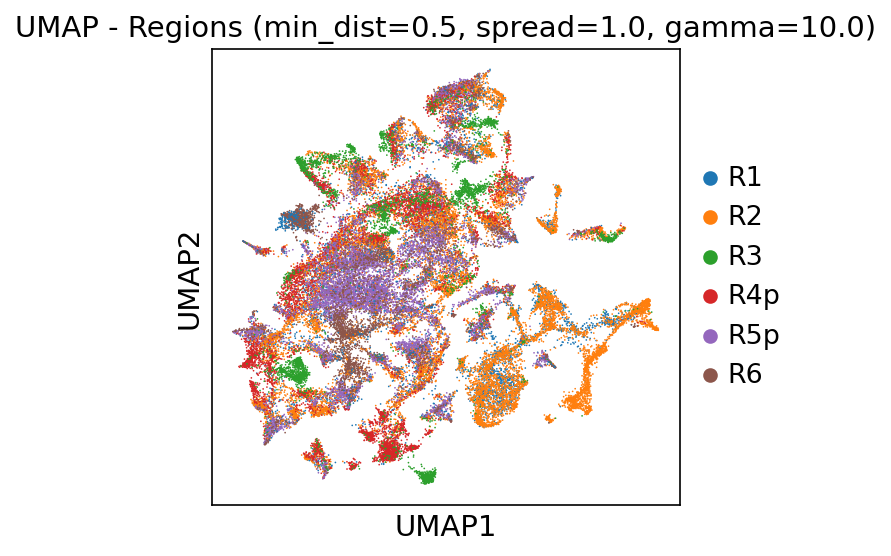 UMAP - Regions (min_dist=0.5, spread=1.0, gamma=10.0)
UMAP2
R1
R2
R3
R4p
R5p
R6
UMAP1